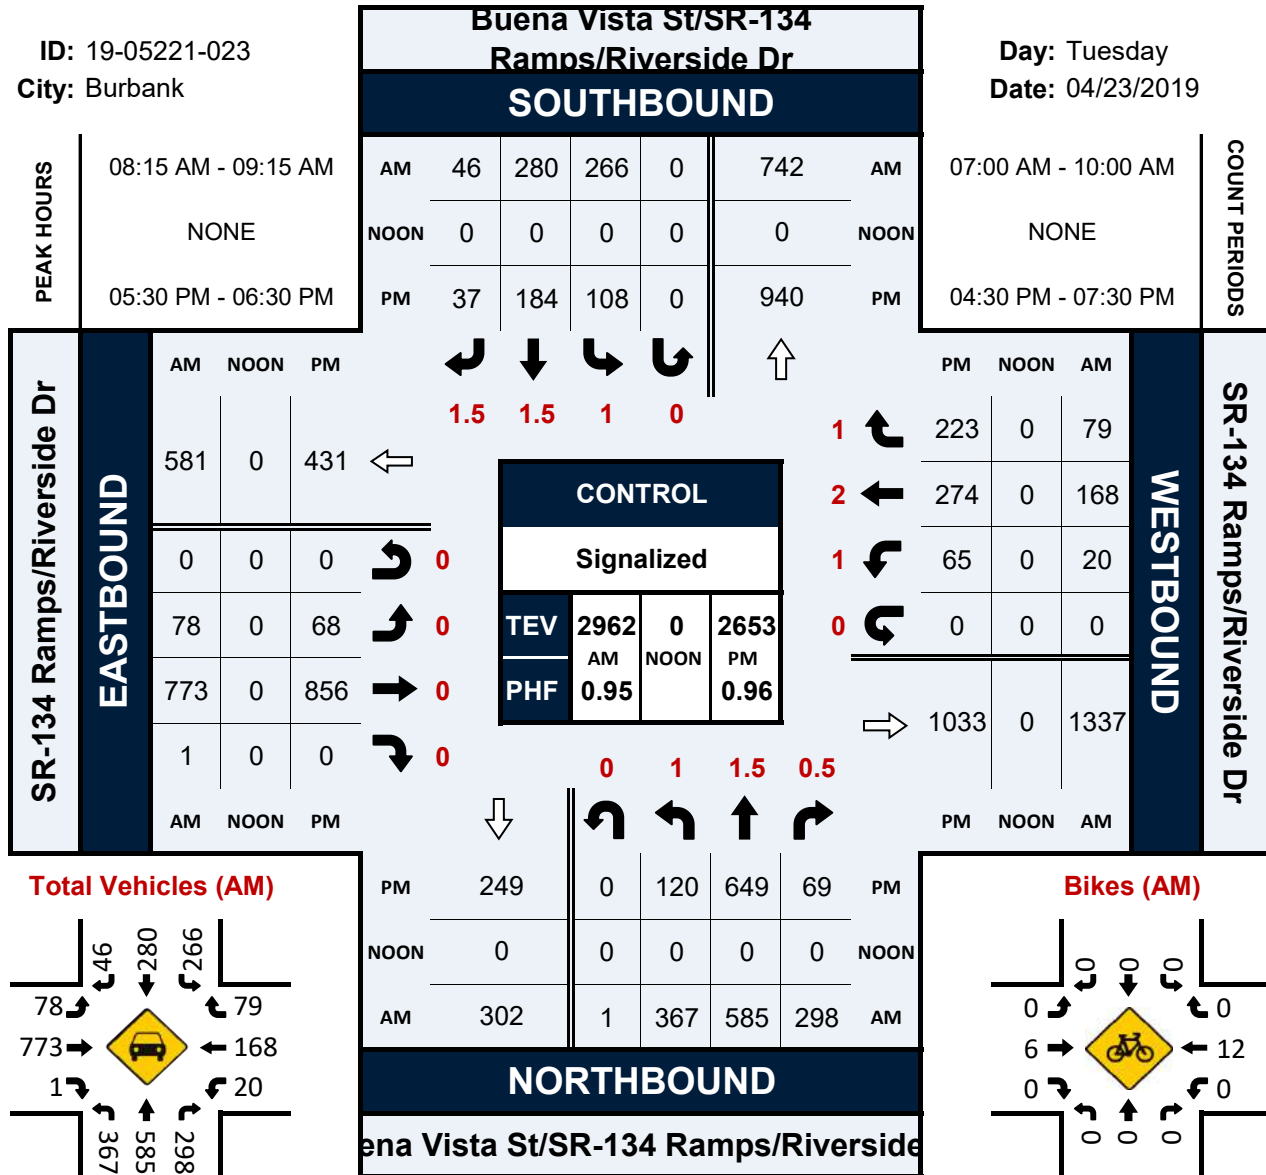 Buena Vista St/SR-134
Ramps/Riverside Dr
ID: 19-05221-023
City: Burbank
Day: Tuesday
Date: 04/23/2019
SOUTHBOUND
PEAK HOURS
08:15 AM - 09:15 AM
NONE
05:30 PM - 06:30 PM
AM 46 280 266 0 742 AM
NOON 0 0 0 0 0 NOON
PM 37 184 108 0 940 PM
07:00 AM - 10:00 AM
NONE
04:30 PM - 07:30 PM
COUNT PERIODS
1.5 1.5 1 0
SR-134 Ramps/Riverside Dr
EASTBOUND
AM NOON PM
581 0 431
0 0 0 0
78 0 68 0
773 0 856 0
1 0 0 0
AM NOON PM
CONTROL
Signalized
TEV 2962 0 2653
AM NOON PM
PHF 0.95 0.96
PM NOON AM
1 223 0 79
2 274 0 168
1 65 0 20
0 0 0 0
1033 0 1337
PM NOON AM
WESTBOUND
SR-134 Ramps/Riverside Dr
0 1 1.5 0.5
PM 249 0 120 649 69 PM
NOON 0 0 0 0 0 NOON
AM 302 1 367 585 298 AM
NORTHBOUND
ena Vista St/SR-134 Ramps/Riverside
Total Vehicles (AM)
46 280 266
78 79
773 168
1 20
367 585 298
Bikes (AM)
0 0 0
0 0
6 12
0 0
0 0 0